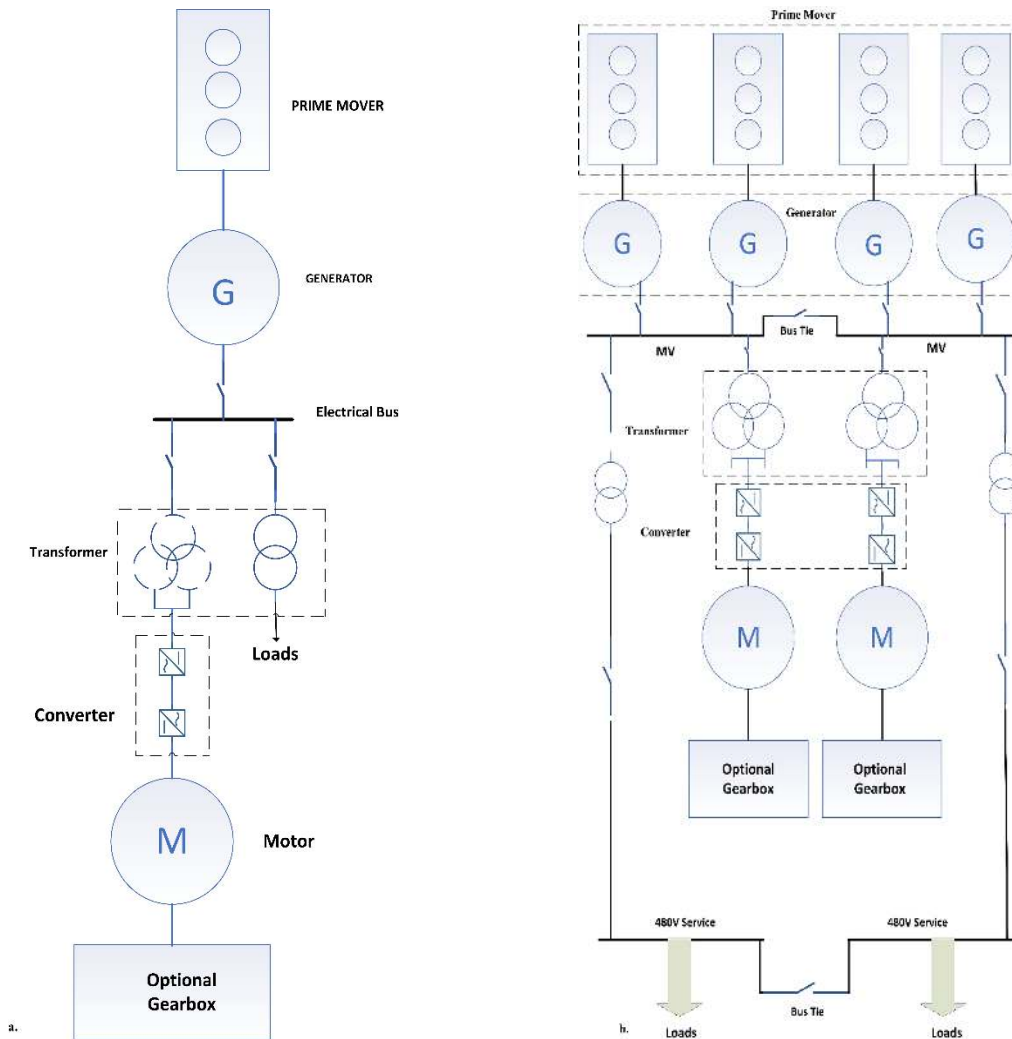 PRIME MOVER
G
GENERATOR
Electrical Bus
Transformer
Loads
Converter
M
Motor
Optional
Gearbox
a.
Prime Mover
Generator
G
G
G
G
Bus Tie
MV
MV
Transformer
Converter
M
M
Optional
Gearbox
Optional
Gearbox
480V Service
480V Service
Bus Tie
b.
Loads
Loads